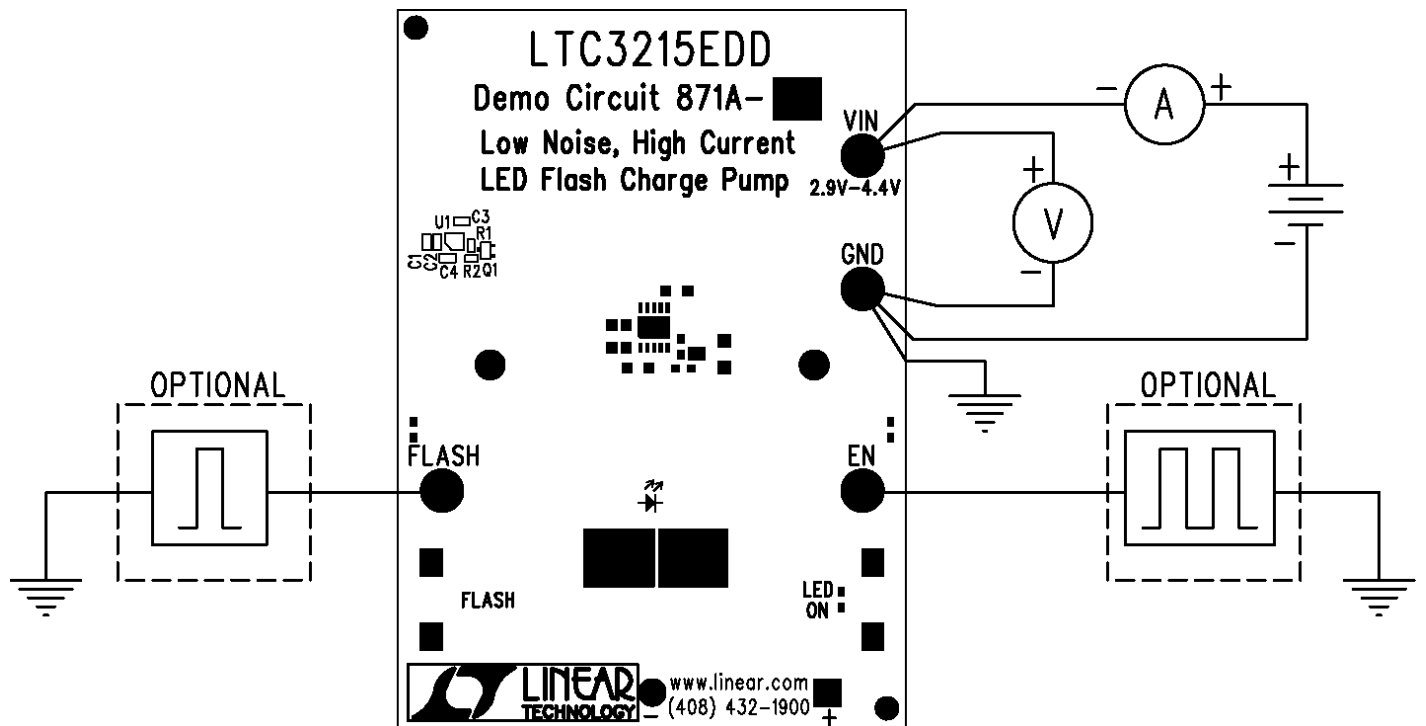 LTC3215EDD
Demo Circuit 871A-
Low Noise, High Current
LED Flash Charge Pump
VIN
2.9V-4.4V
- A +
+
V
-
+
-
GND
U1 C3
R1
C1 C2 C4 R2 Q1
OPTIONAL
OPTIONAL
FLASH
EN
FLASH
LED
ON
LINEAR
TECHNOLOGY
www.linear.com
(408) 432-1900
- +